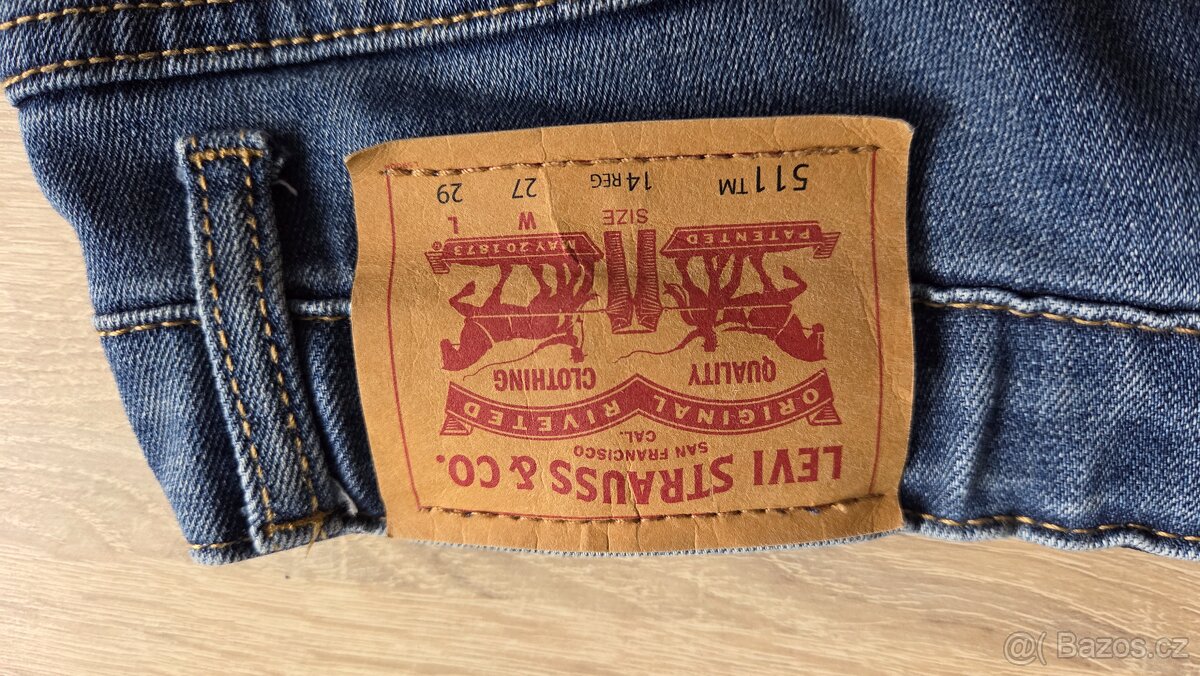 LEVI STRAUSS & CO.
SAN FRANCISCO
CAL.
ORIGINAL RIVETED
QUALITY CLOTHING
PATENTED MAY 20 1873 ®
SIZE W L
511™ 14 REG 27 29
@( Bazos.cz